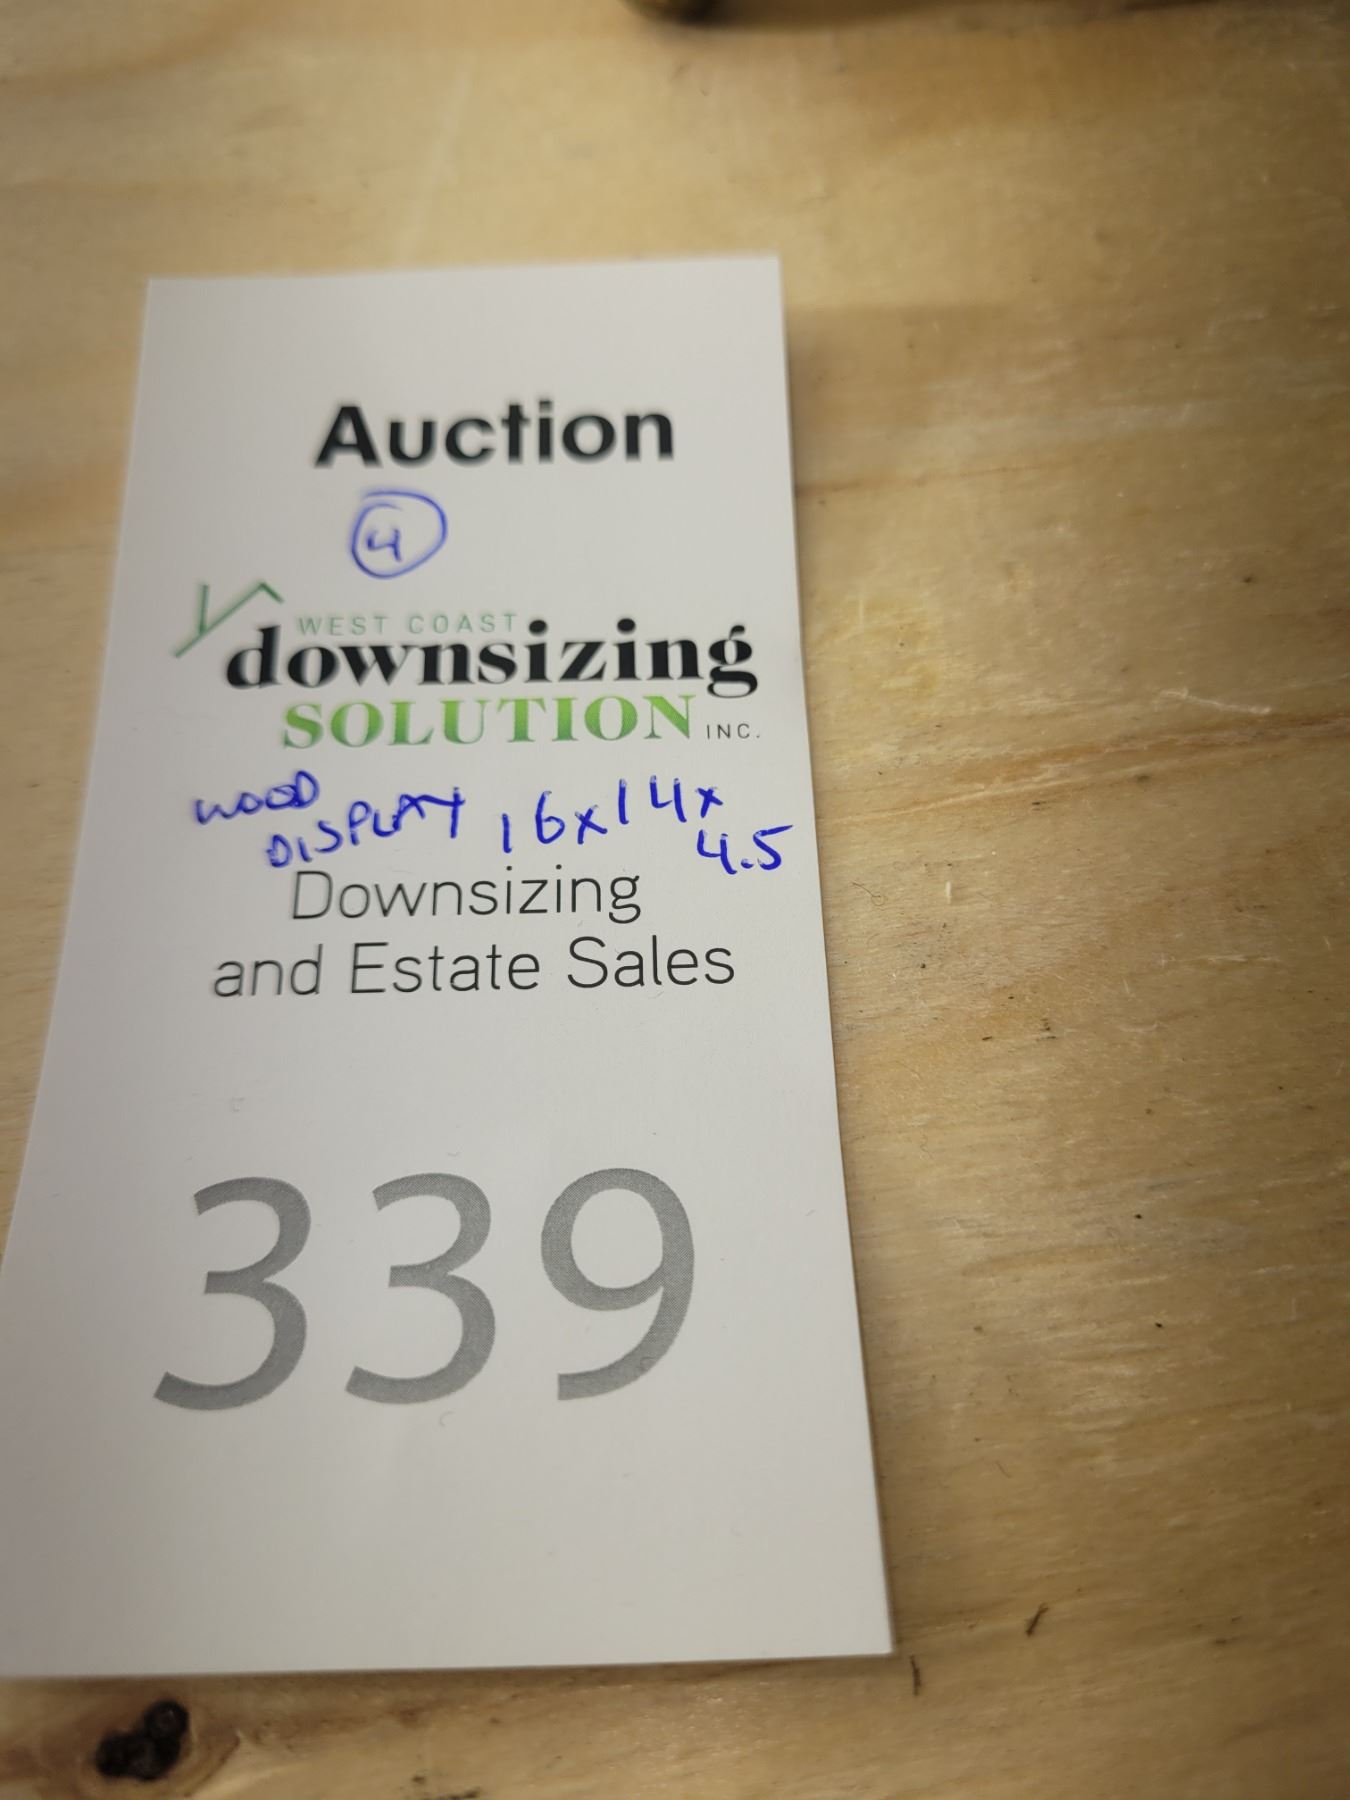 Auction
4
WEST COAST
downsizing
SOLUTION INC.
WOOD
DISPLAY 16x14x
4.5
Downsizing
and Estate Sales
339